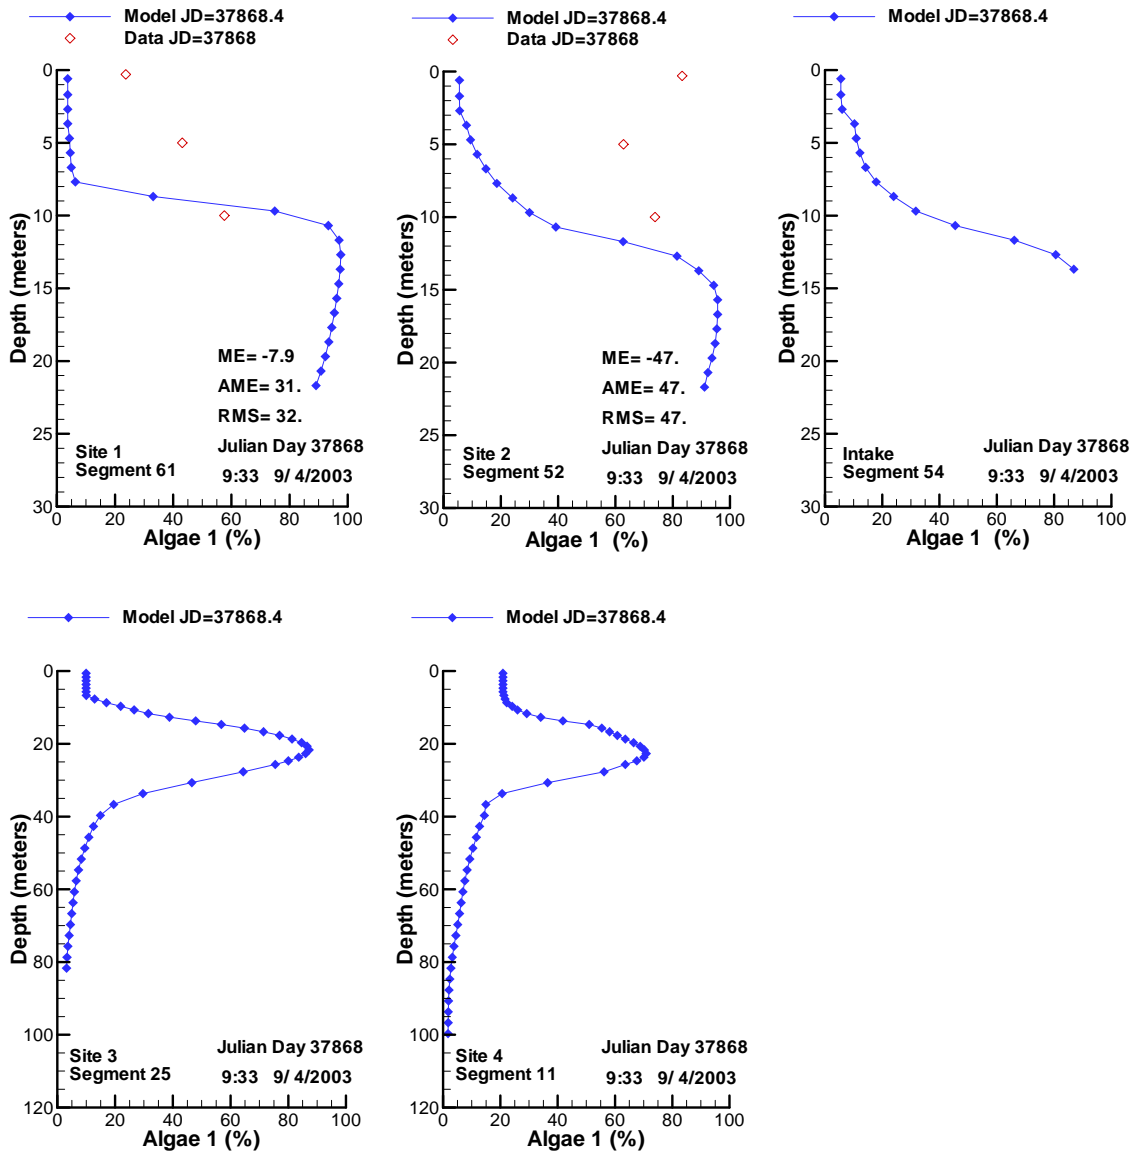 Model JD=37868.4
Data JD=37868
0
5
10
15
20
25
30
Depth (meters)
ME= -7.9
AME= 31.
RMS= 32.
Site 1
Segment 61
Julian Day 37868
9:33 9/ 4/2003
0 20 40 60 80 100
Algae 1 (%)
Model JD=37868.4
Data JD=37868
0
5
10
15
20
25
30
Depth (meters)
ME= -47.
AME= 47.
RMS= 47.
Site 2
Segment 52
Julian Day 37868
9:33 9/ 4/2003
0 20 40 60 80 100
Algae 1 (%)
Model JD=37868.4
0
5
10
15
20
25
30
Depth (meters)
Intake
Segment 54
Julian Day 37868
9:33 9/ 4/2003
0 20 40 60 80 100
Algae 1 (%)
Model JD=37868.4
0
20
40
60
80
100
120
Depth (meters)
Site 3
Segment 25
Julian Day 37868
9:33 9/ 4/2003
0 20 40 60 80 100
Algae 1 (%)
Model JD=37868.4
0
20
40
60
80
100
120
Depth (meters)
Site 4
Segment 11
Julian Day 37868
9:33 9/ 4/2003
0 20 40 60 80 100
Algae 1 (%)